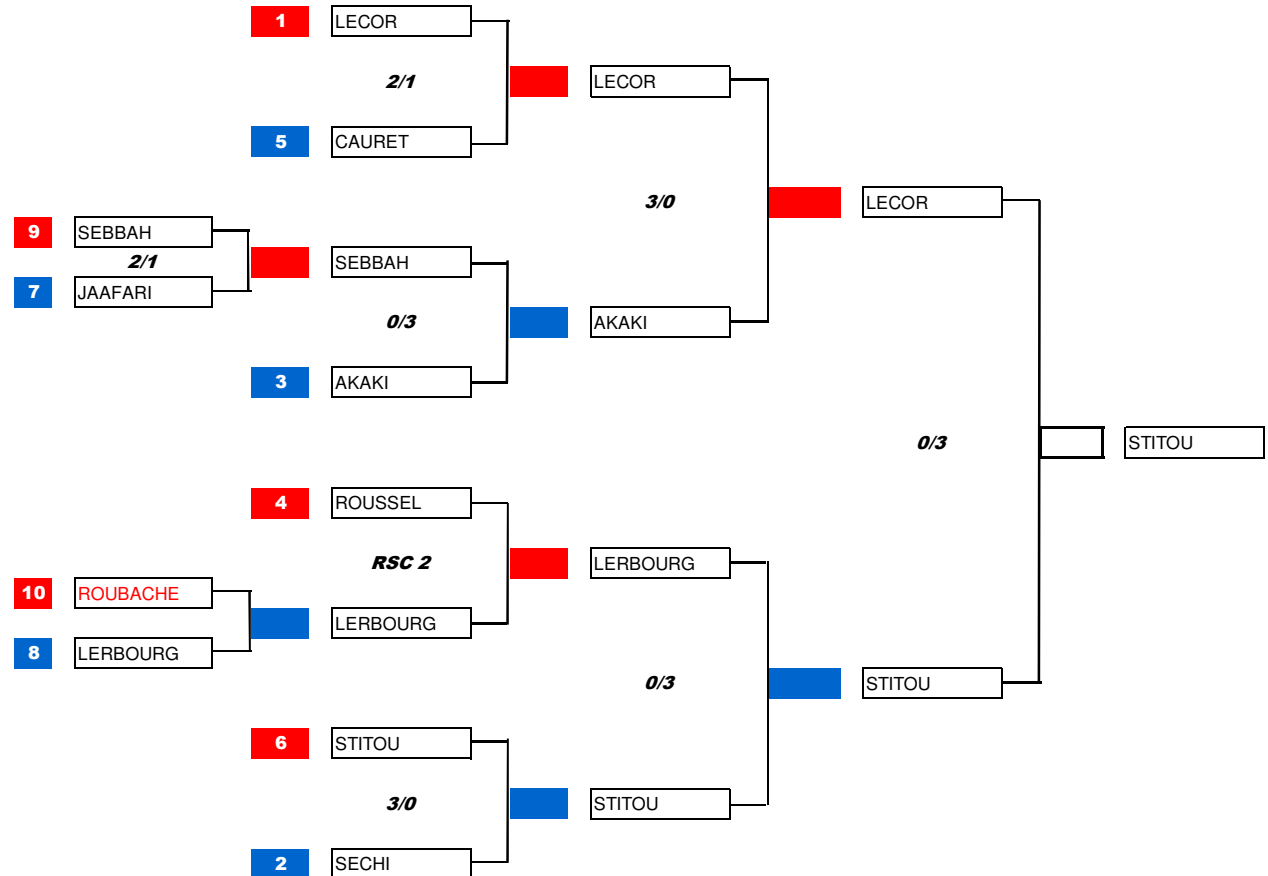 1 LECOR
2/1 LECOR
5 CAURET
3/0 LECOR
9 SEBBAH
2/1 SEBBAH
7 JAAFARI
0/3 AKAKI
3 AKAKI
0/3 STITOU
4 ROUSSEL
RSC 2 LERBOURG
10 ROUBACHE
LERBOURG
8 LERBOURG
0/3 STITOU
6 STITOU
3/0 STITOU
2 SECHI